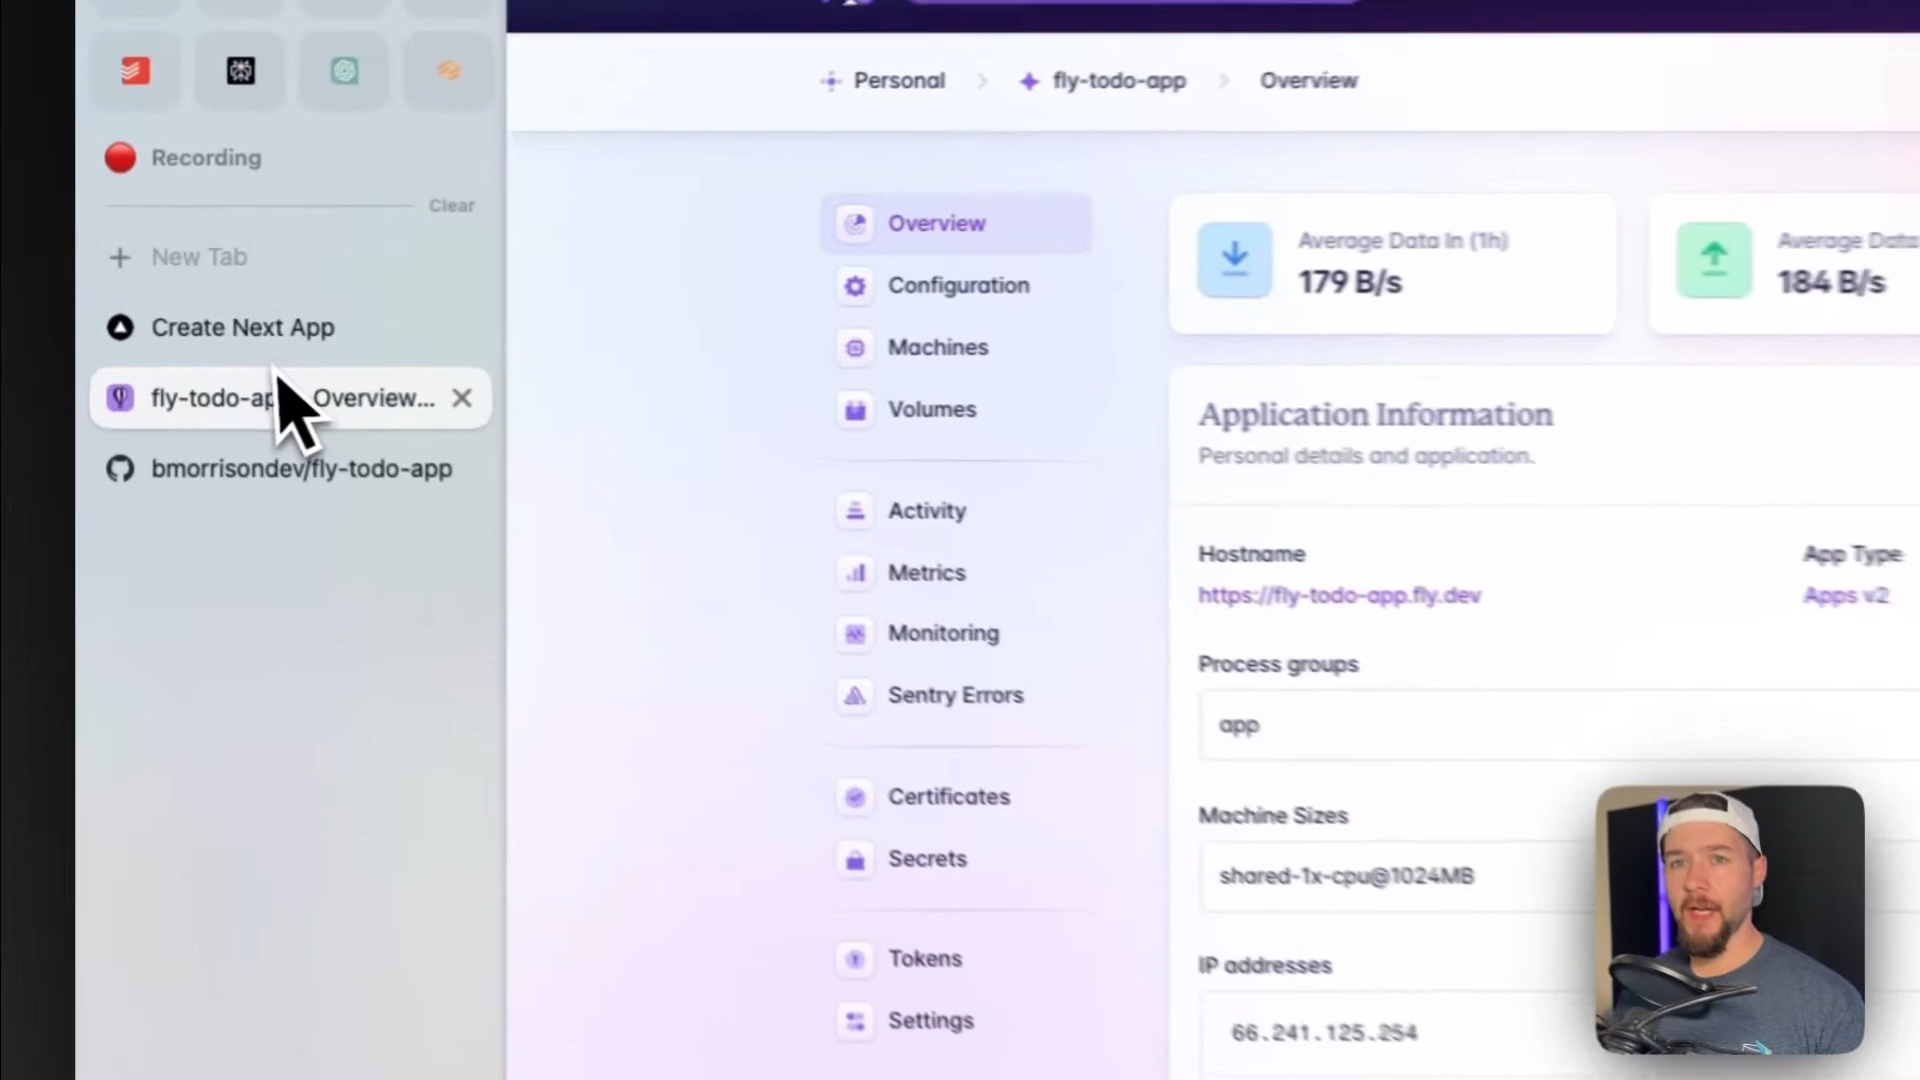 Recording
Clear
New Tab
Create Next App
fly-todo-ap Overview...
bmorrisondev/fly-todo-app
Personal
fly-todo-app
Overview
Overview
Configuration
Machines
Volumes
Activity
Metrics
Monitoring
Sentry Errors
Certificates
Secrets
Tokens
Settings
Average Data In (1h)
179 B/s
Average Data
184 B/s
Application Information
Personal details and application.
Hostname
https://fly-todo-app.fly.dev
App Type
Apps v2
Process groups
app
Machine Sizes
shared-1x-cpu@1024MB
IP addresses
66.241.125.254